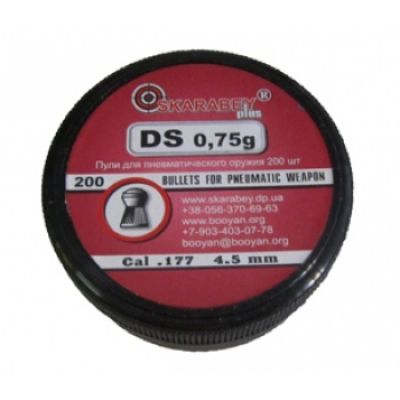 SKARABEY®
plus
DS 0,75g
Пули для пневматического оружия 200 шт
200 BULLETS FOR PNEUMATIC WEAPON
www.skarabey.dp.ua
+38-056-370-69-63
www.booyan.org
+7-903-403-07-78
booyan@booyan.org
Cal .177 4.5 mm